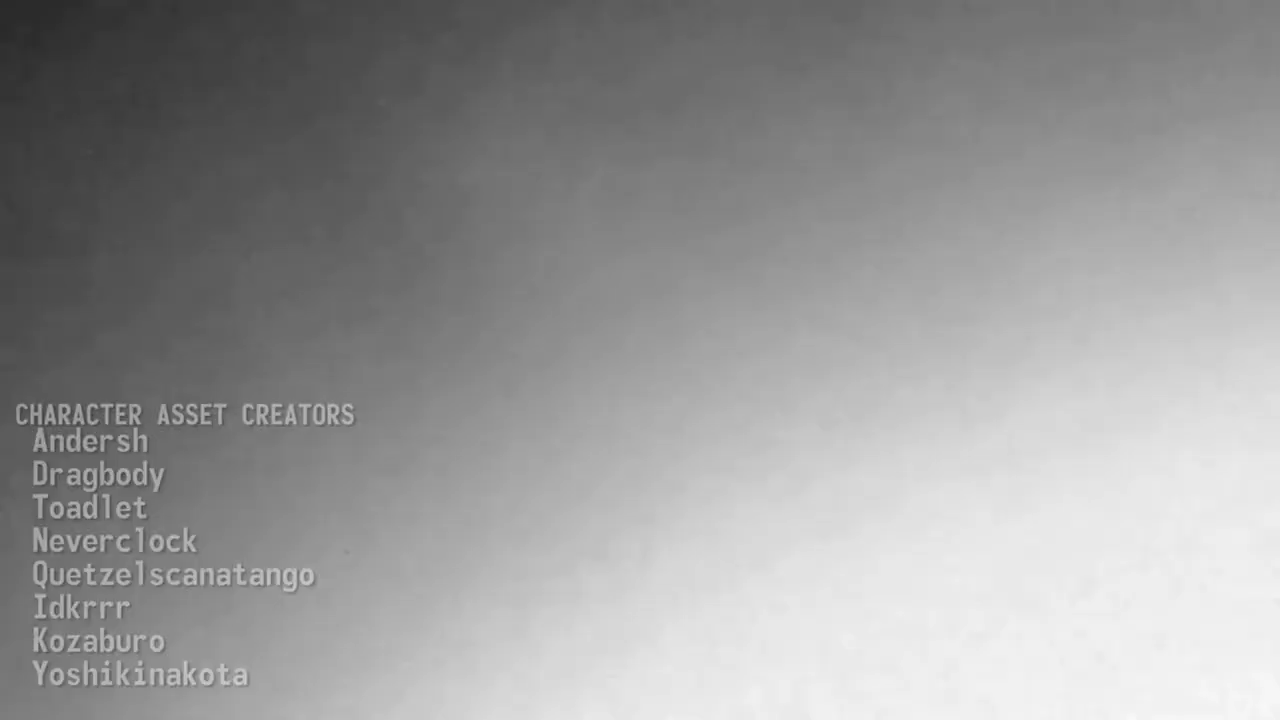 CHARACTER ASSET CREATORS
Andersh
Dragbody
Toadlet
Neverclock
Quetzelscanatango
Idkrrr
Kozaburo
Yoshikinakota